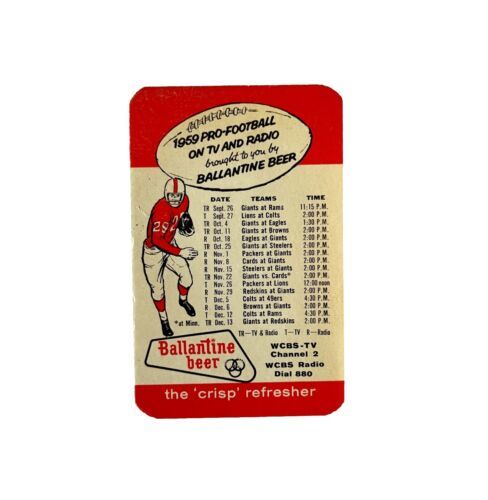 1959 PRO-FOOTBALL
ON TV AND RADIO
brought to you by
BALLANTINE BEER
DATE TEAMS TIME
TR Sept. 26 Giants at Rams 11:15 P.M.
T Sept. 27 Lions at Colts 2:00 P.M.
TR Oct. 4 Giants at Eagles 1:30 P.M.
TR Oct. 11 Giants at Browns 2:00 P.M.
R Oct. 18 Eagles at Giants 2:00 P.M.
TR Oct. 25 Giants at Steelers 2:00 P.M.
R Nov. 1 Packers at Giants 2:00 P.M.
R Nov. 8 Cards at Giants 2:00 P.M.
R Nov. 15 Steelers at Giants 2:00 P.M.
TR Nov. 22 Giants vs. Cards* 2:00 P.M.
T Nov. 26 Packers at Lions 12:00 noon
R Nov. 29 Redskins at Giants 2:00 P.M.
T Dec. 5 Colts at 49ers 4:30 P.M.
R Dec. 6 Browns at Giants 2:00 P.M.
T Dec. 12 Colts at Rams 4:30 P.M.
TR Dec. 13 Giants at Redskins 2:00 P.M.
*at Minn.
TR—TV & Radio T—TV R—Radio
292
Ballantine
beer
WCBS-TV
Channel 2
WCBS Radio
Dial 880
the 'crisp' refresher